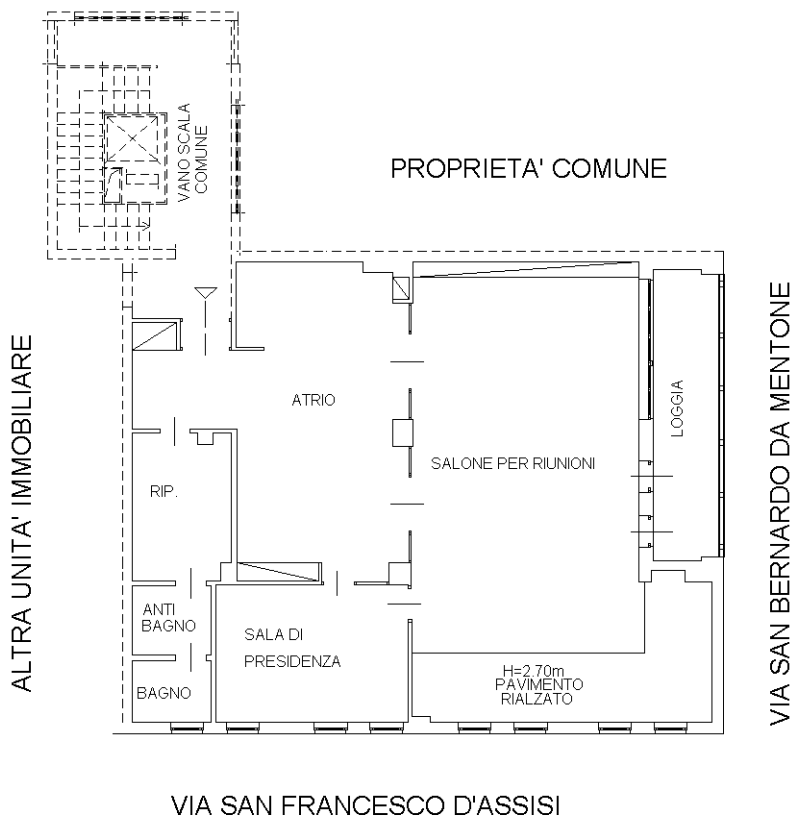 VANO SCALA
COMUNE
PROPRIETA' COMUNE
ALTRA UNITA' IMMOBILIARE
ATRIO
LOGGIA
VIA SAN BERNARDO DA MENTONE
SALONE PER RIUNIONI
RIP.
ANTI
BAGNO
SALA DI
PRESIDENZA
BAGNO
H=2.70m
PAVIMENTO
RIALZATO
VIA SAN FRANCESCO D'ASSISI